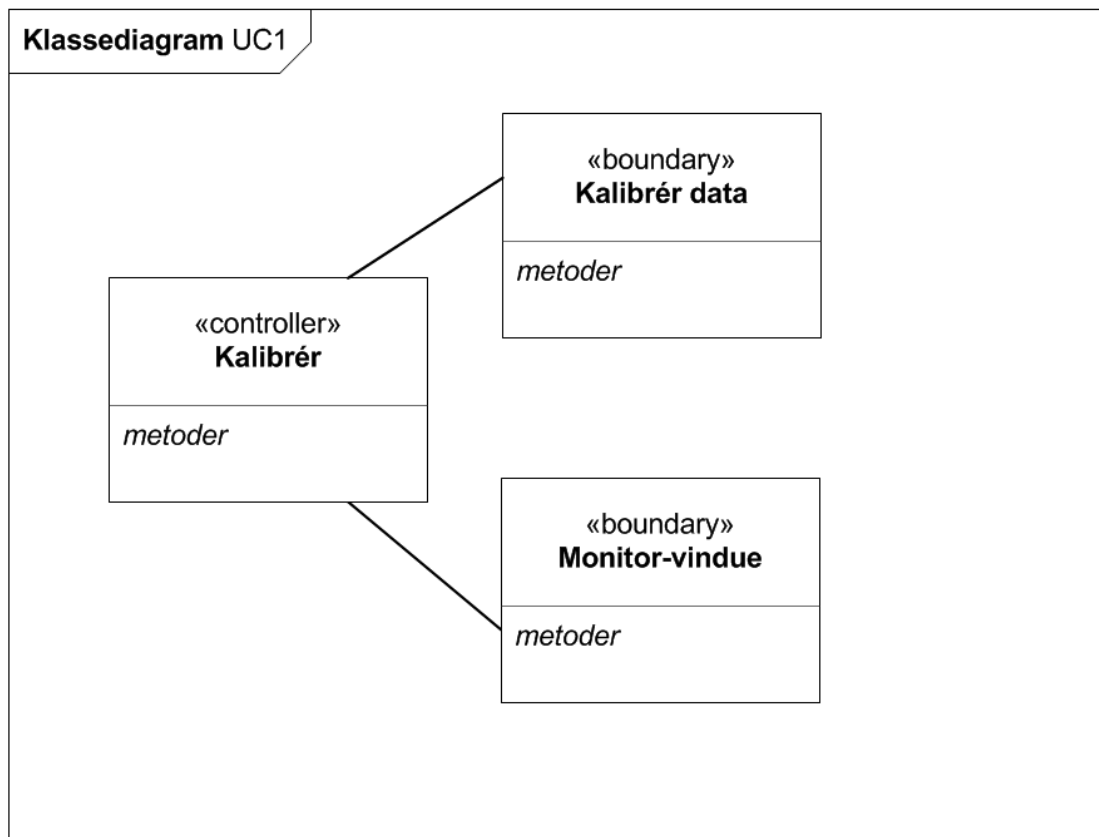 Klassediagram UC1
«boundary»
Kalibrér data
metoder
«controller»
Kalibrér
metoder
«boundary»
Monitor-vindue
metoder